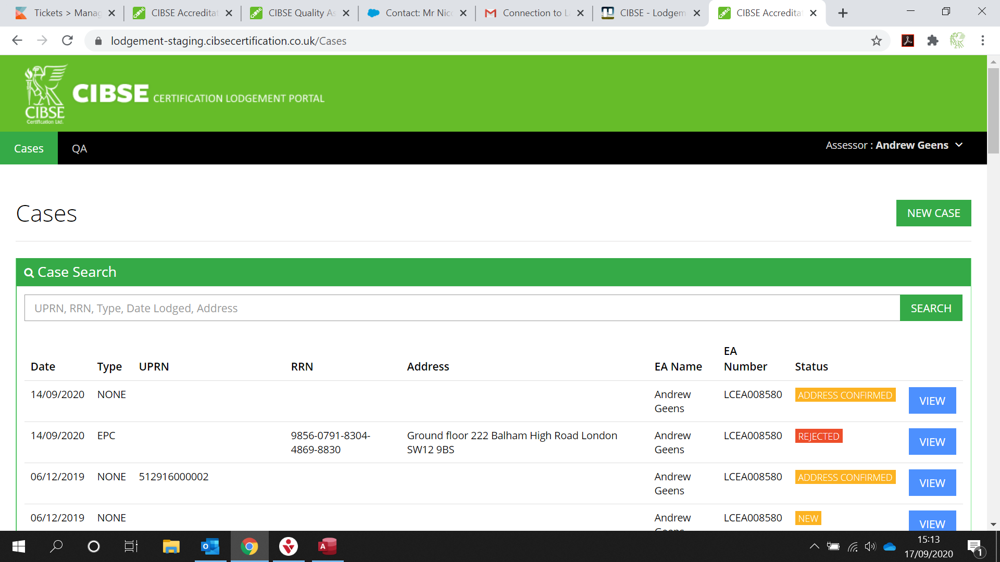 Tickets > Manag
CIBSE Accreditat
CIBSE Quality As
Contact: Mr Nico
Connection to La
CIBSE - Lodgem
CIBSE Accreditat
lodgement-staging.cibsecertification.co.uk/Cases
CIBSE CERTIFICATION LODGEMENT PORTAL
CIBSE
Certification Ltd.
Cases
QA
Assessor : Andrew Geens
Cases
NEW CASE
Case Search
UPRN, RRN, Type, Date Lodged, Address
SEARCH
Date Type UPRN RRN Address EA Name EA Number Status
14/09/2020 NONE Andrew Geens LCEA008580 ADDRESS CONFIRMED VIEW
14/09/2020 EPC 9856-0791-8304-4869-8830 Ground floor 222 Balham High Road London SW12 9BS Andrew Geens LCEA008580 REJECTED VIEW
06/12/2019 NONE 512916000002 Andrew Geens LCEA008580 ADDRESS CONFIRMED VIEW
06/12/2019 NONE Andrew LCEA008580 NEW VIEW
15:13
17/09/2020
1